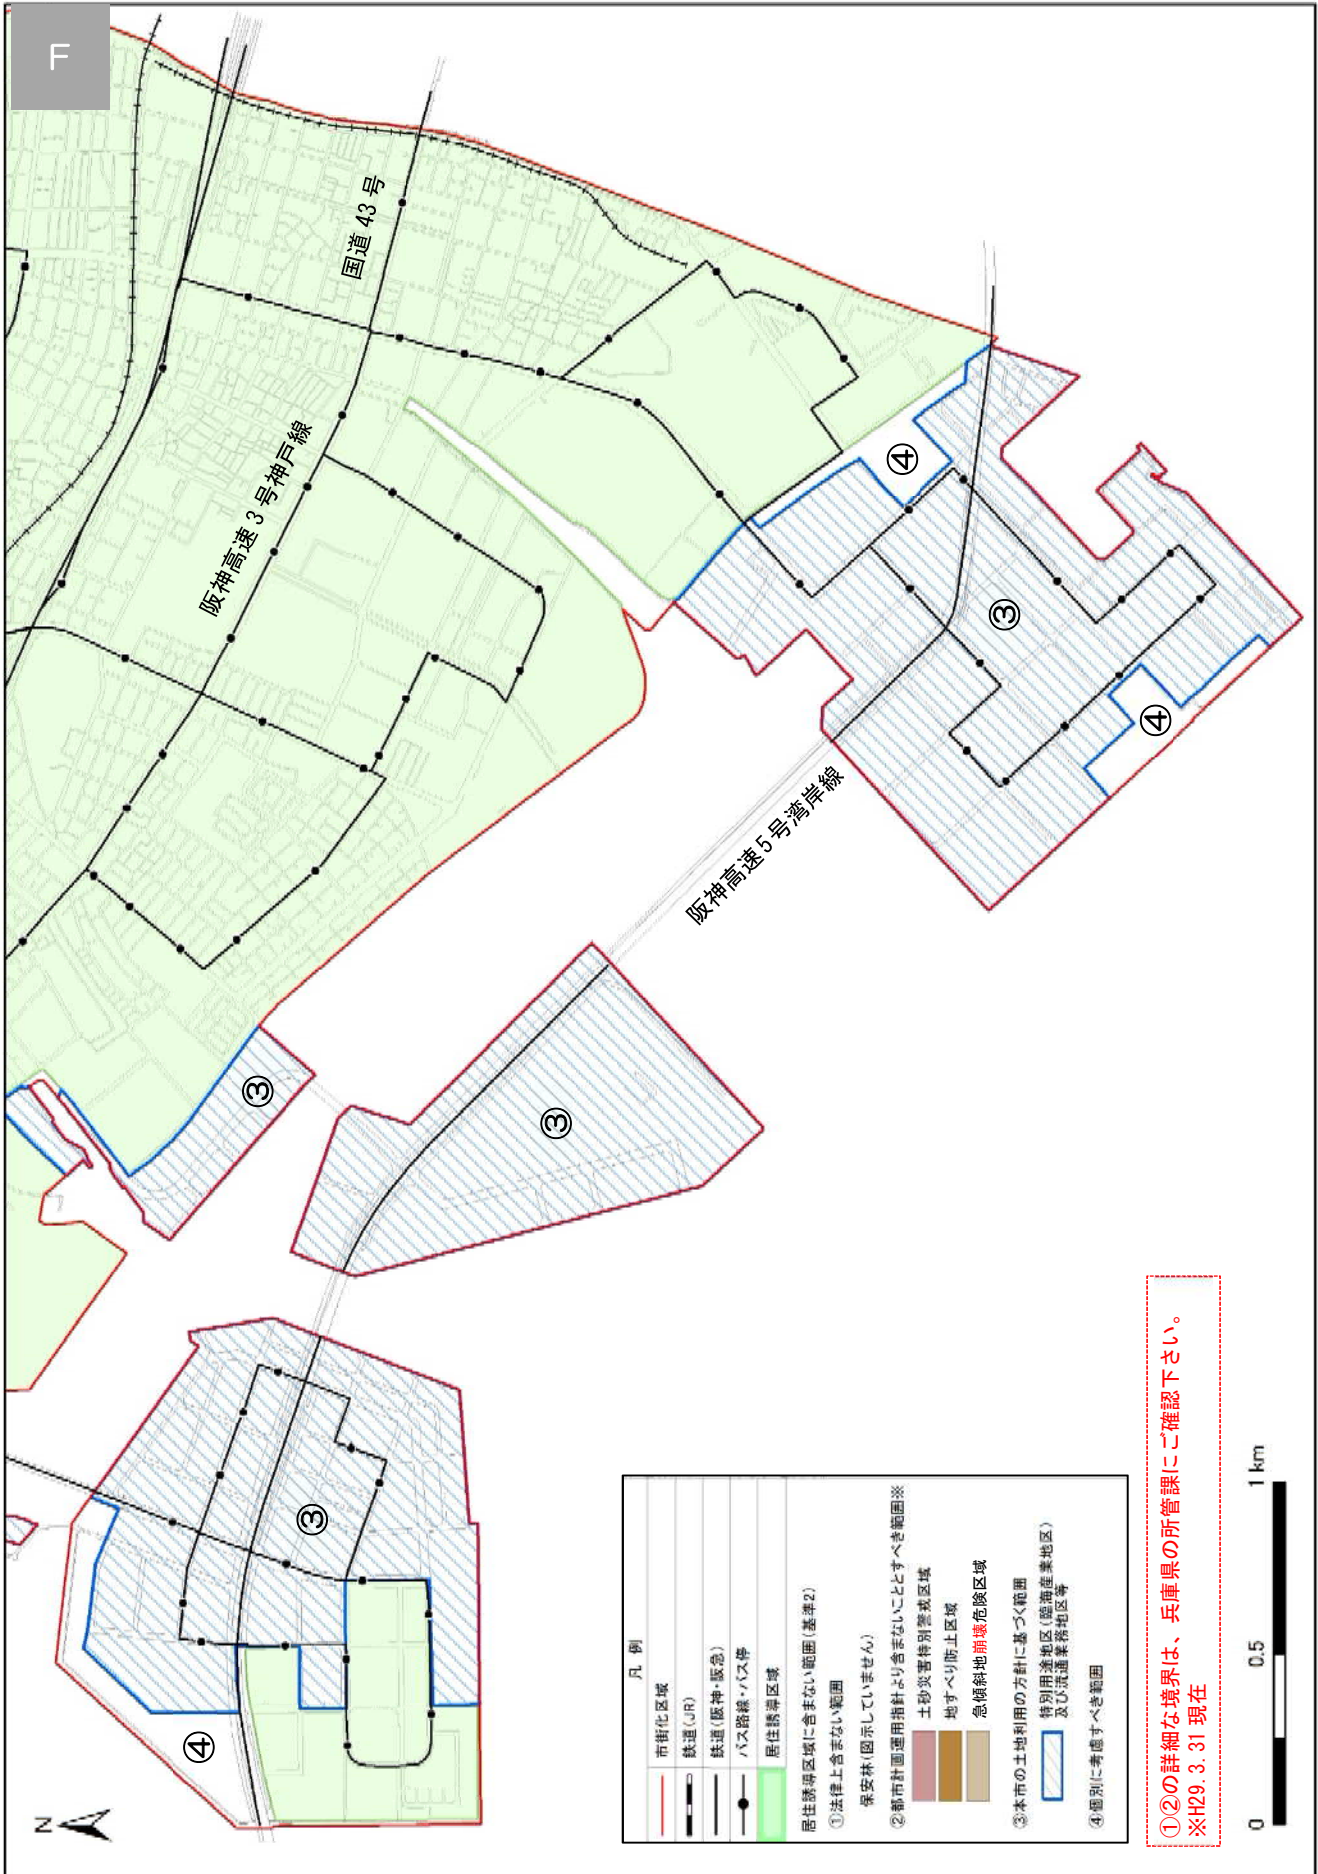 F
国道 43 号
阪神高速 3 号神戸線
阪神高速 5 号湾岸線
④
③
④
③
③
③
④
N
凡 例
市街化区域
鉄道(JR)
鉄道(阪神・阪急)
バス路線・バス停
居住誘導区域
居住誘導区域に含まない範囲(基準2)
①法律上含まない範囲
保安林(図示していません)
②都市計画運用指針より含まないこととすべき範囲※
土砂災害特別警戒区域
地すべり防止区域
急傾斜地崩壊危険区域
③本市の土地利用の方針に基づく範囲
特別用途地区(臨海産業地区)
及び流通業務地区等
④個別に考慮すべき範囲
①②の詳細な境界は、兵庫県の所管課にご確認下さい。
※H29.3.31 現在
0 0.5 1 km